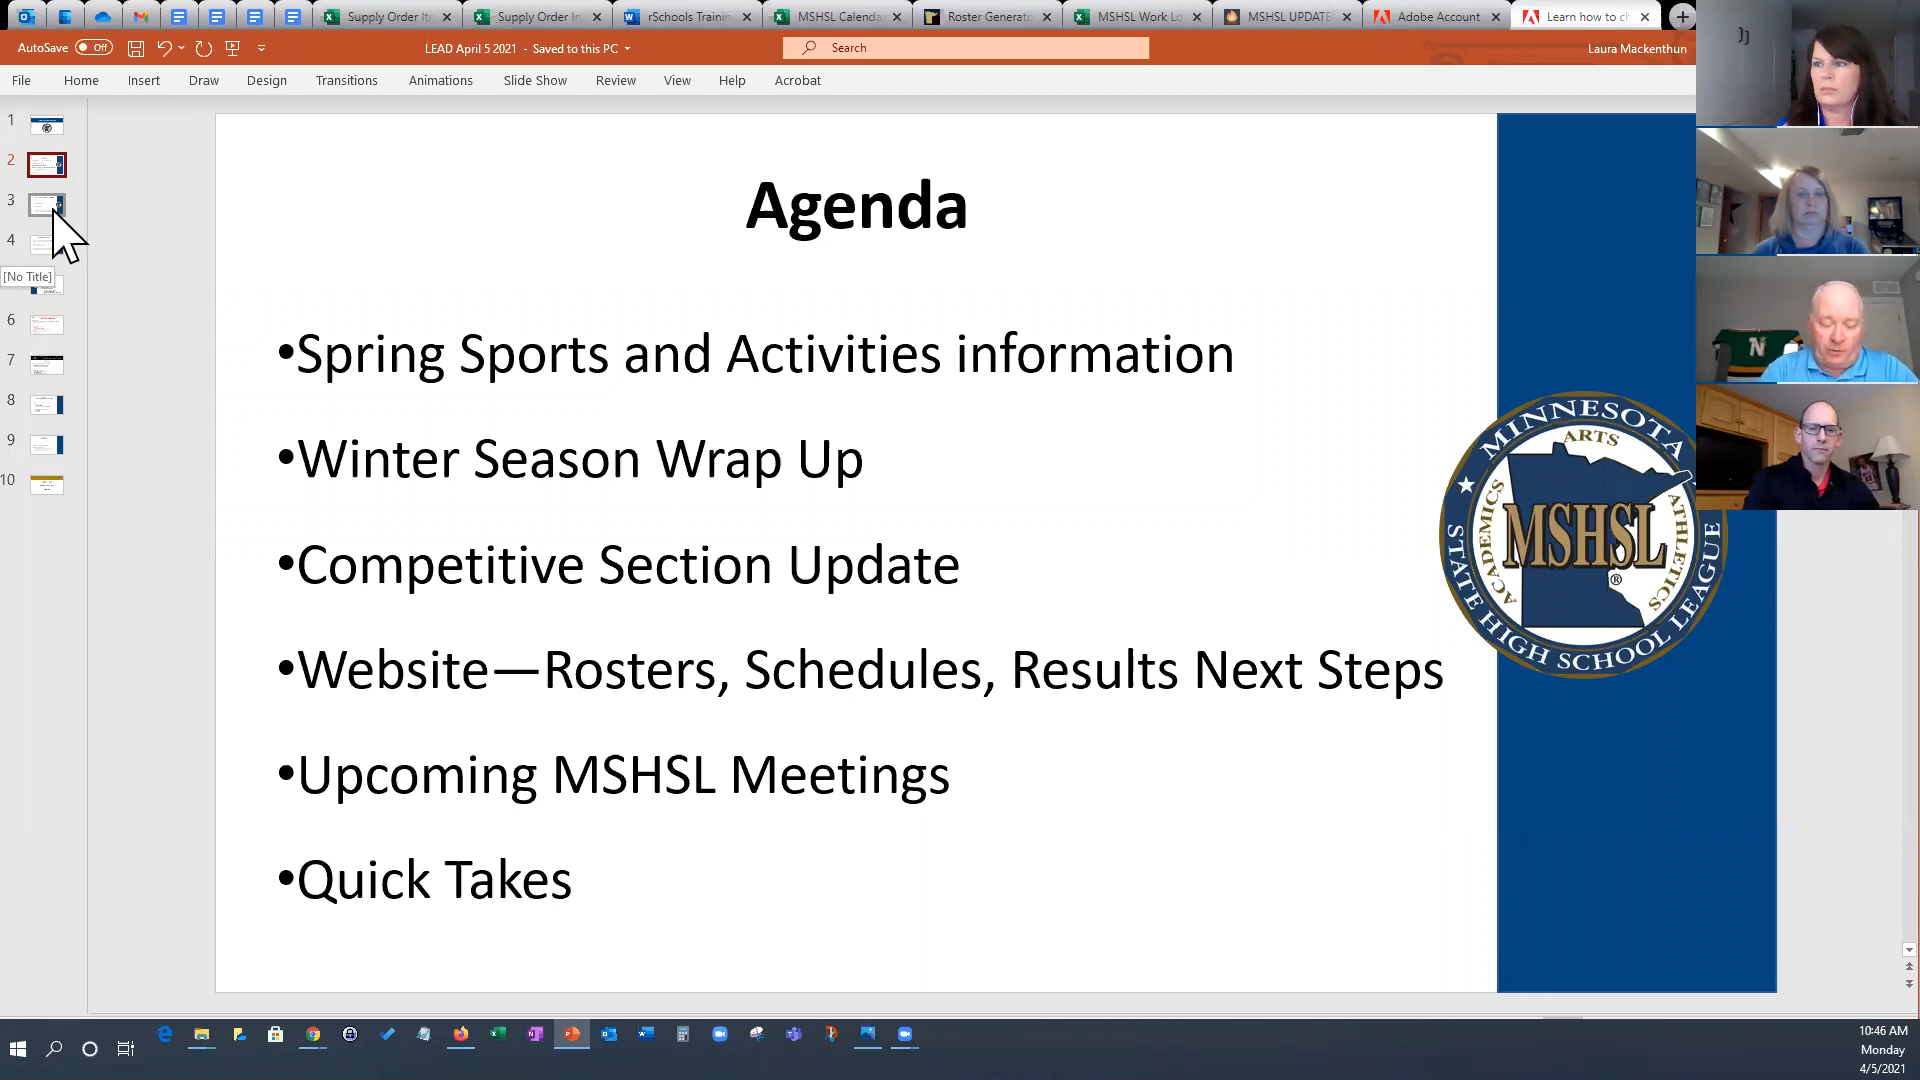 Supply Order It
Supply Order In
rSchools Trainin
MSHSL Calenda
Roster Generato
MSHSL Work Lo
MSHSL UPDATE
Adobe Account
Learn how to ch
AutoSave Off
LEAD April 5 2021 - Saved to this PC
Search
Laura Mackenthun
File Home Insert Draw Design Transitions Animations Slide Show Review View Help Acrobat
1
2
3
4
[No Title]
6
7
8
9
10
Agenda
•Spring Sports and Activities information
•Winter Season Wrap Up
•Competitive Section Update
•Website—Rosters, Schedules, Results Next Steps
•Upcoming MSHSL Meetings
•Quick Takes
MINNESOTA
STATE HIGH SCHOOL LEAGUE
ARTS
ACADEMICS
ATHLETICS
MSHSL
®
N
10:46 AM
Monday
4/5/2021